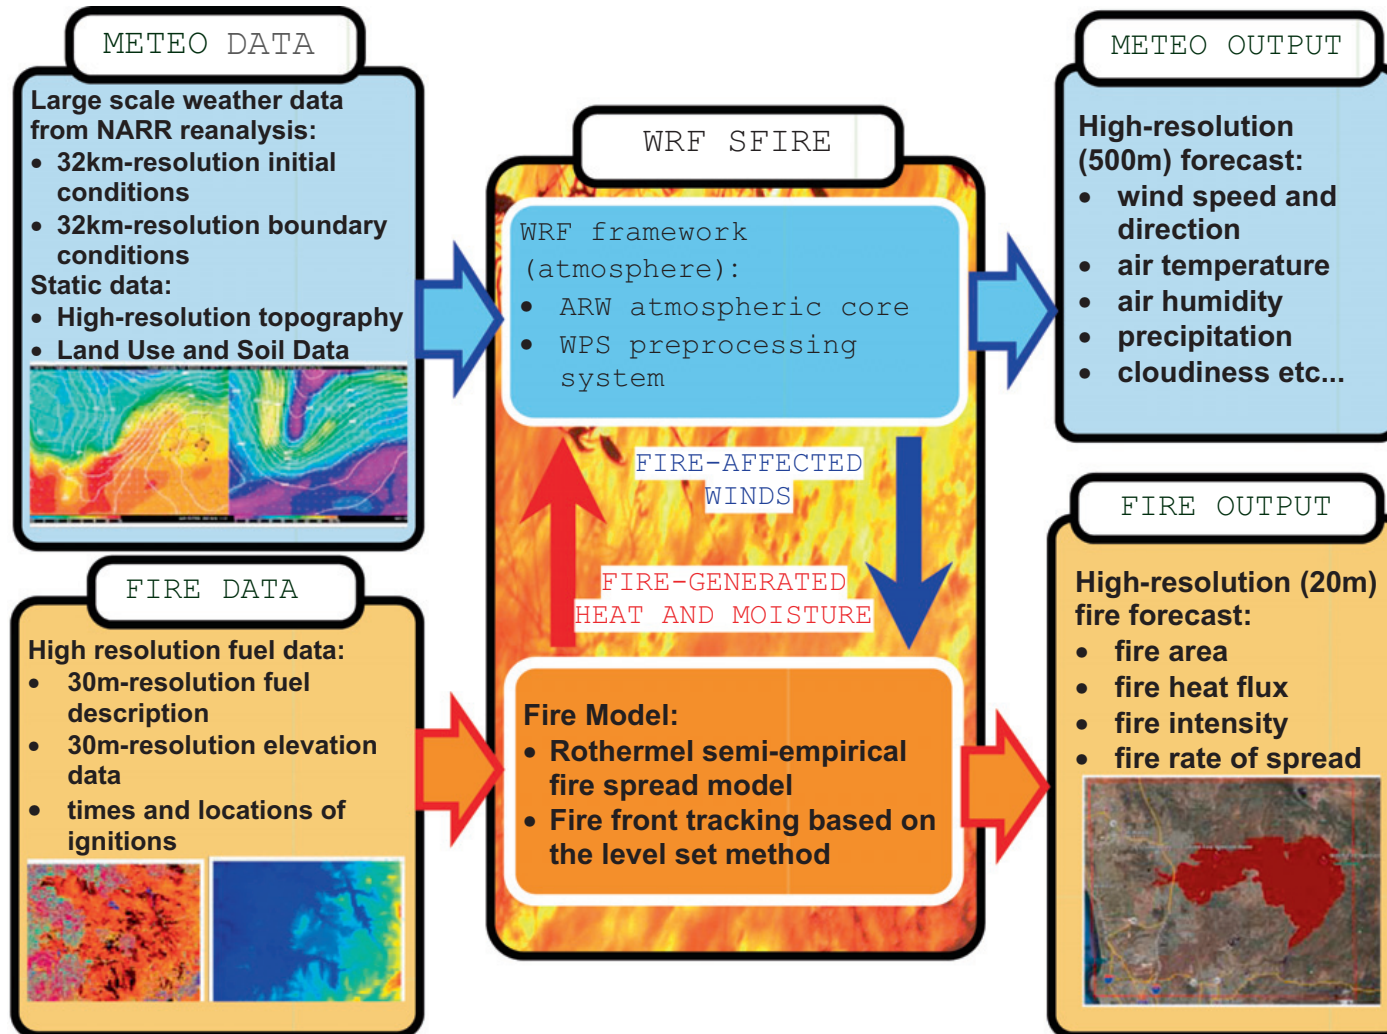 METEO DATA
Large scale weather data
from NARR reanalysis:
• 32km-resolution initial
conditions
• 32km-resolution boundary
conditions
Static data:
• High-resolution topography
• Land Use and Soil Data
FIRE DATA
High resolution fuel data:
• 30m-resolution fuel
description
• 30m-resolution elevation
data
• times and locations of
ignitions
WRF SFIRE
WRF framework
(atmosphere):
• ARW atmospheric core
• WPS preprocessing
system
FIRE-AFFECTED
WINDS
FIRE-GENERATED
HEAT AND MOISTURE
Fire Model:
• Rothermel semi-empirical
fire spread model
• Fire front tracking based on
the level set method
METEO OUTPUT
High-resolution
(500m) forecast:
• wind speed and
direction
• air temperature
• air humidity
• precipitation
• cloudiness etc...
FIRE OUTPUT
High-resolution (20m)
fire forecast:
• fire area
• fire heat flux
• fire intensity
• fire rate of spread